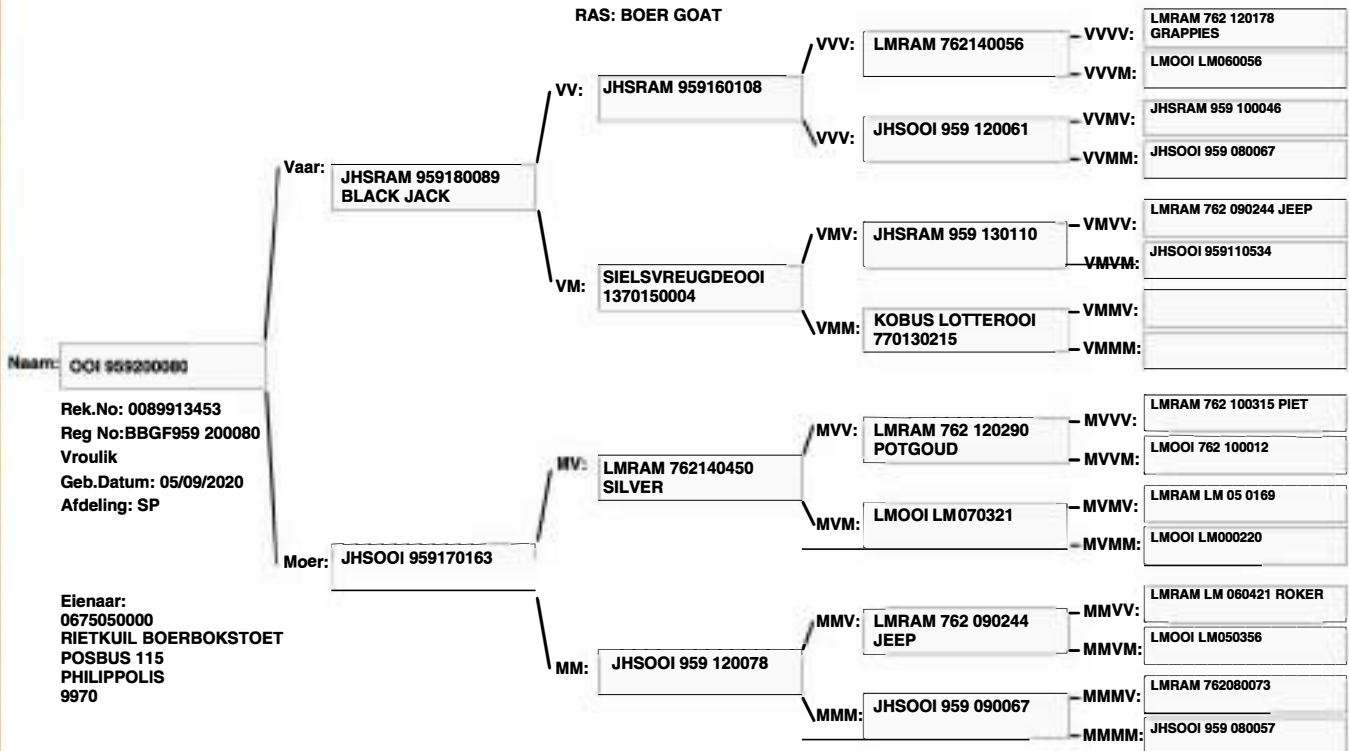 RAS: BOER GOAT
Naam: OOI 959200080
Rek.No: 0089913453
Reg No:BBGF959 200080
Vroulik
Geb.Datum: 05/09/2020
Afdeling: SP
Eienaar:
0675050000
RIETKUIL BOERBOKSTOET
POSBUS 115
PHILIPPOLIS
9970
Vaar: JHSRAM 959180089
BLACK JACK
Moer: JHSOOI 959170163
VV: JHSRAM 959160108
VM: SIELSVREUGDEOOI
1370150004
MV: LMRAM 762140450
SILVER
MM: JHSOOI 959 120078
VVV: LMRAM 762140056
VVV: JHSOOI 959 120061
VMV: JHSRAM 959 130110
VMM: KOBUS LOTTEROOI
770130215
MVV: LMRAM 762 120290
POTGOUD
MVM: LMOOI LM070321
MMV: LMRAM 762 090244
JEEP
MMM: JHSOOI 959 090067
VVVV: LMRAM 762 120178
GRAPPIES
VVVM: LMOOI LM060056
VVMV: JHSRAM 959 100046
VVMM: JHSOOI 959 080067
VMVV: LMRAM 762 090244 JEEP
VMVM: JHSOOI 959110534
VMMV:
VMMM:
MVVV: LMRAM 762 100315 PIET
MVVM: LMOOI 762 100012
MVMV: LMRAM LM 05 0169
MVMM: LMOOI LM000220
MMVV: LMRAM LM 060421 ROKER
MMVM: LMOOI LM050356
MMMV: LMRAM 762080073
MMMM: JHSOOI 959 080057